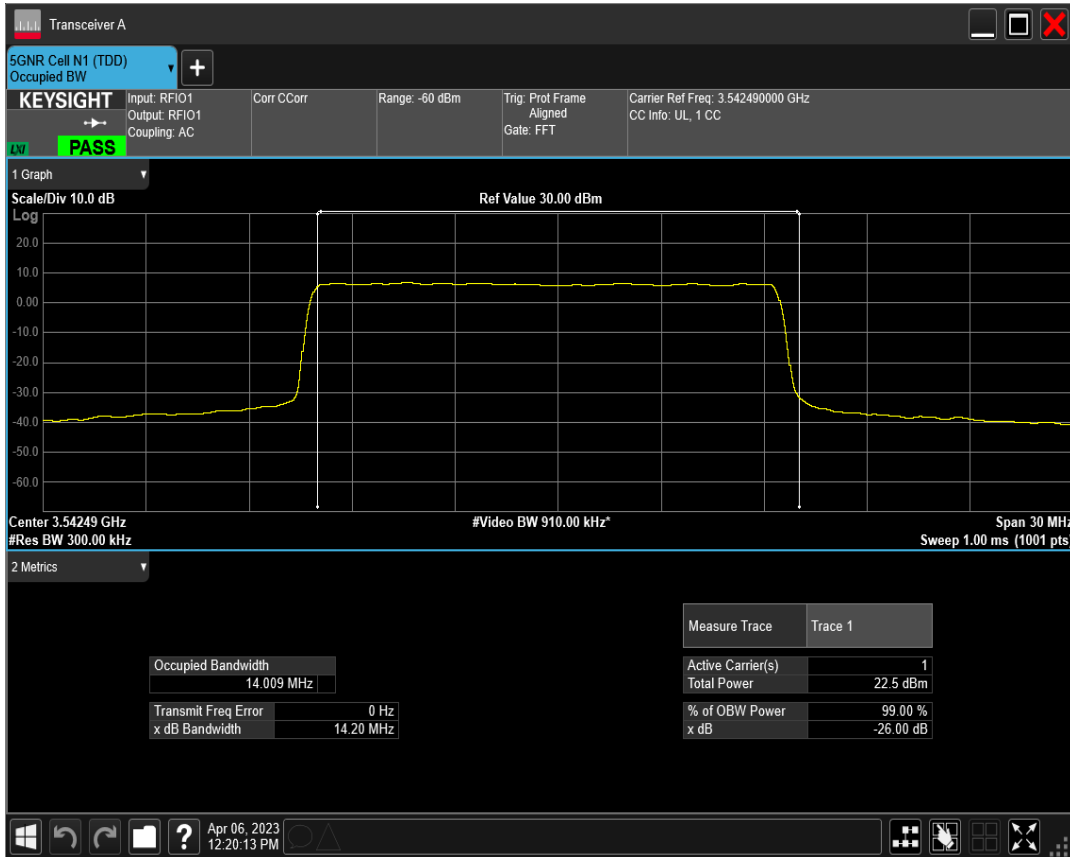 Transceiver A
5GNR Cell N1 (TDD)
Occupied BW
+
KEYSIGHT
LXI
PASS
Input: RFIO1
Output: RFIO1
Coupling: AC
Corr CCorr
Range: -60 dBm
Trig: Prot Frame
Aligned
Gate: FFT
Carrier Ref Freq: 3.542490000 GHz
CC Info: UL, 1 CC
1 Graph
Scale/Div 10.0 dB
Ref Value 30.00 dBm
Log
20.0
10.0
0.00
-10.0
-20.0
-30.0
-40.0
-50.0
-60.0
Center 3.54249 GHz
#Video BW 910.00 kHz*
Span 30 MHz
#Res BW 300.00 kHz
Sweep 1.00 ms (1001 pts)
2 Metrics
Measure Trace Trace 1
Occupied Bandwidth
14.009 MHz
Active Carrier(s) 1
Total Power 22.5 dBm
Transmit Freq Error 0 Hz
x dB Bandwidth 14.20 MHz
% of OBW Power 99.00 %
x dB -26.00 dB
?
Apr 06, 2023
12:20:13 PM